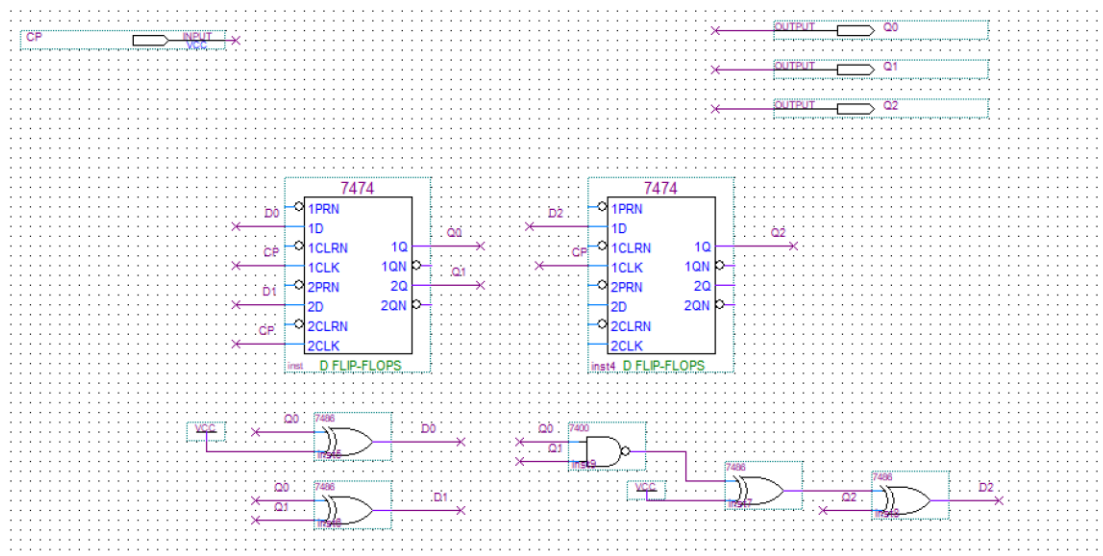 CP INPUT
VCC
OUTPUT Q0
OUTPUT Q1
OUTPUT Q2
7474
D0
CP
D1
CP
1PRN
1D
1CLRN
1CLK
2PRN
2D
2CLRN
2CLK
1Q
1QN
2Q
2QN
Q0
Q1
inst D FLIP-FLOPS
7474
D2
CP
1PRN
1D
1CLRN
1CLK
2PRN
2D
2CLRN
2CLK
1Q
1QN
2Q
2QN
Q2
inst4 D FLIP-FLOPS
VCC
Q0
7486
D0
Q0
Q1
7486
D1
Q0
Q1
7400
inst9
VCC
7486
inst7
Q2
7486
D2